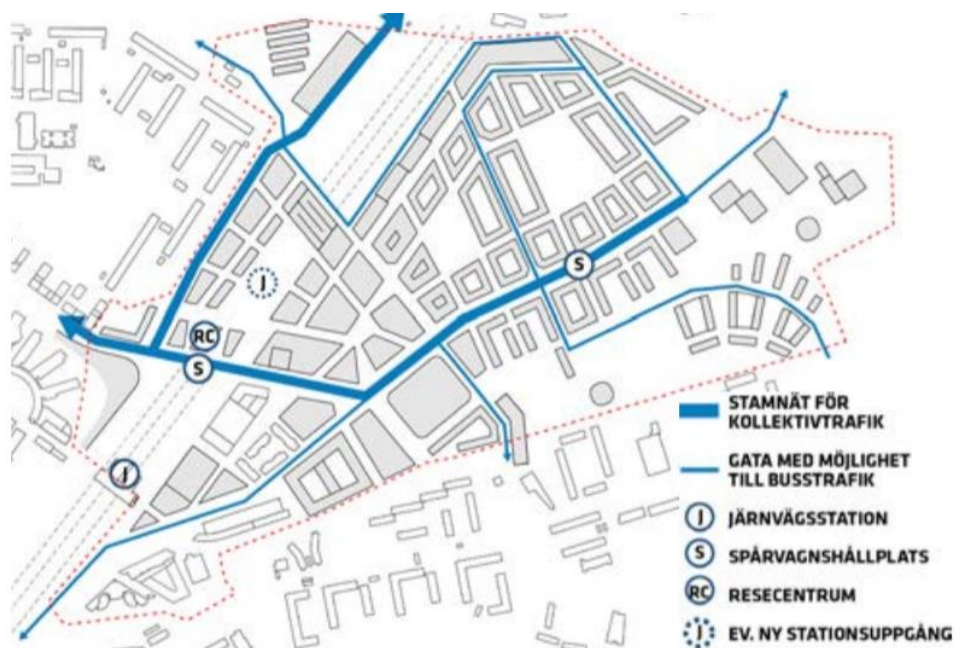 J
RC
S
S
J
STAMNÄT FÖR
KOLLEKTIVTRAFIK
GATA MED MÖJLIGHET
TILL BUSSTRAFIK
J JÄRNVÄGSSTATION
S SPÅRVAGNSHÅLLPLATS
RC RESECENTRUM
J EV. NY STATIONSUPPGÅNG